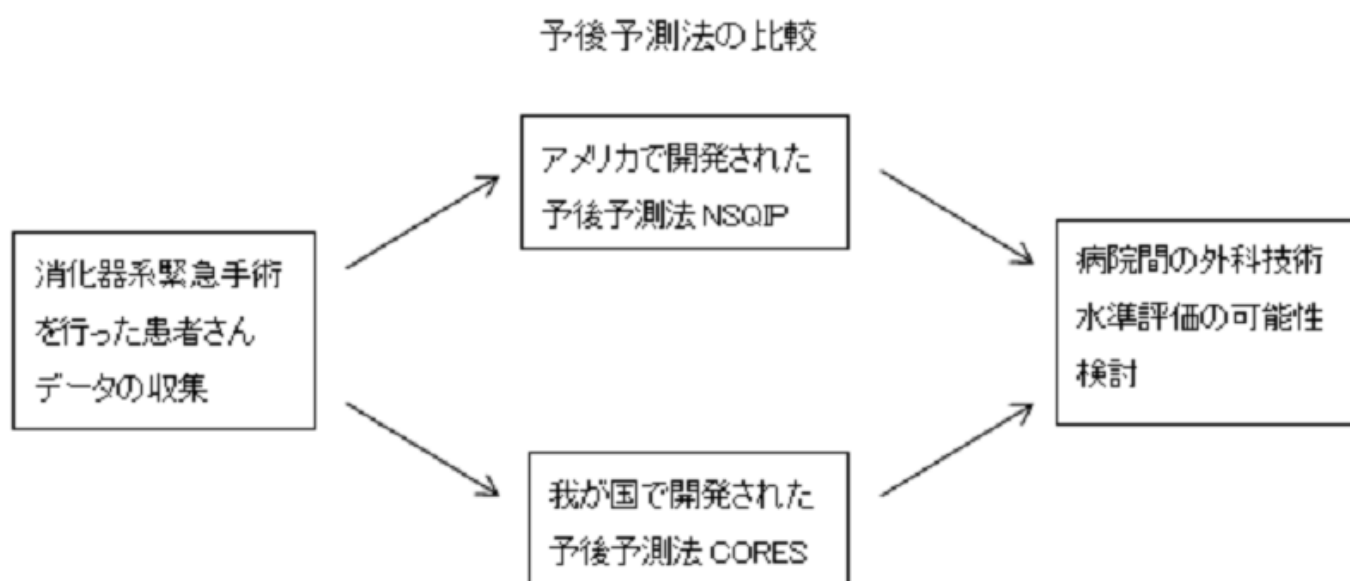 予後予測法の比較
アメリカで開発された
予後予測法 NSQIP
消化器系緊急手術
を行った患者さん
データの収集
病院間の外科技術
水準評価の可能性
検討
我が国で開発された
予後予測法 CORES